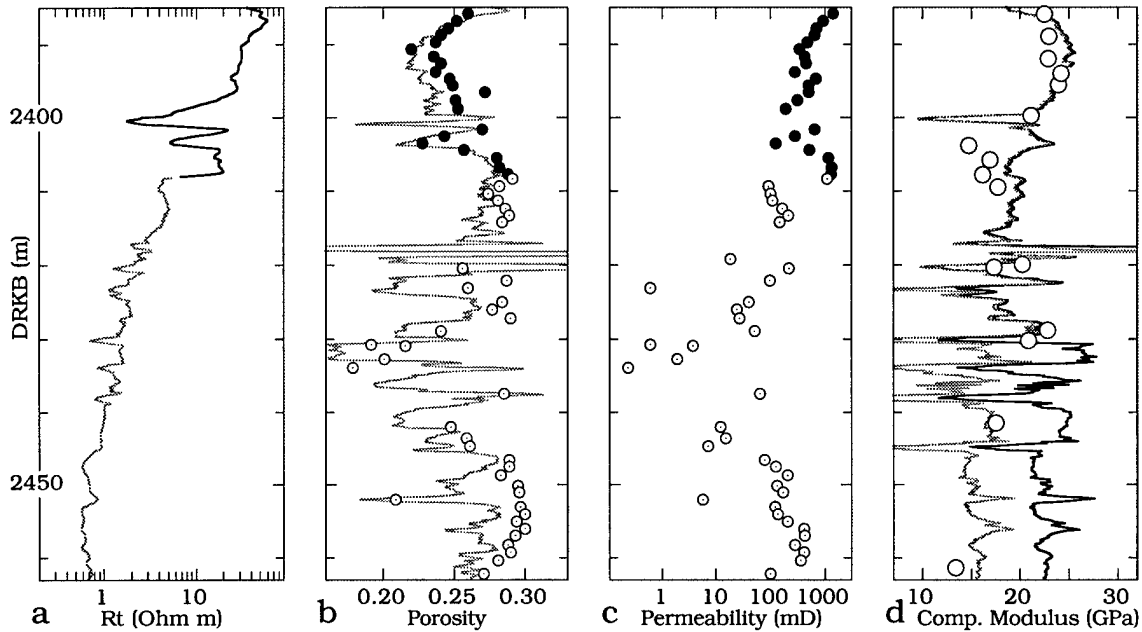 2400
DRKB (m)
2450
1 10
0.20 0.25 0.30
1 10 100 1000
10 20 30
a Rt (Ohm m)
b Porosity
c Permeability (mD)
d Comp. Modulus (GPa)